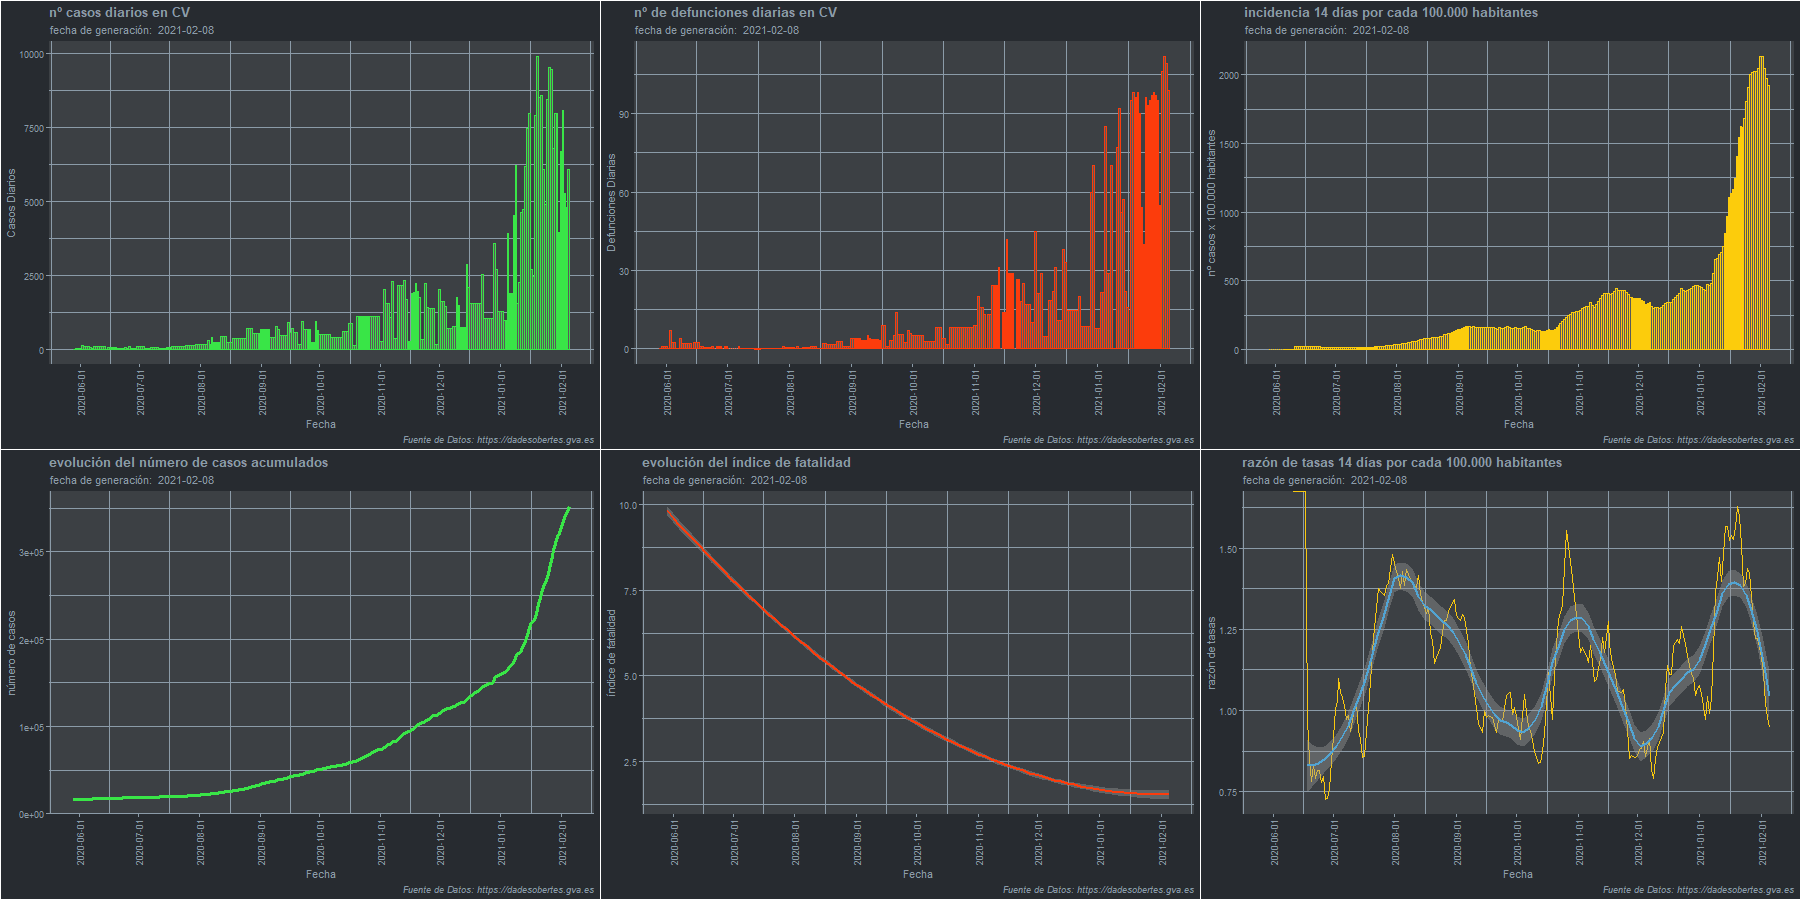 nº casos diarios en CV
fecha de generación: 2021-02-08
10000
7500
5000
2500
0
Casos Diarios
2020-06-01
2020-07-01
2020-08-01
2020-09-01
2020-10-01
2020-11-01
2020-12-01
2021-01-01
2021-02-01
Fecha
Fuente de Datos: https://dadesobertes.gva.es
nº de defunciones diarias en CV
fecha de generación: 2021-02-08
90
60
30
0
Defunciones Diarias
2020-06-01
2020-07-01
2020-08-01
2020-09-01
2020-10-01
2020-11-01
2020-12-01
2021-01-01
2021-02-01
Fecha
Fuente de Datos: https://dadesobertes.gva.es
incidencia 14 días por cada 100.000 habitantes
fecha de generación: 2021-02-08
2000
1500
1000
500
0
nº casos x 100.000 habitantes
2020-06-01
2020-07-01
2020-08-01
2020-09-01
2020-10-01
2020-11-01
2020-12-01
2021-01-01
2021-02-01
Fecha
Fuente de Datos: https://dadesobertes.gva.es
evolución del número de casos acumulados
fecha de generación: 2021-02-08
3e+05
2e+05
1e+05
0e+00
número de casos
2020-06-01
2020-07-01
2020-08-01
2020-09-01
2020-10-01
2020-11-01
2020-12-01
2021-01-01
2021-02-01
Fecha
Fuente de Datos: https://dadesobertes.gva.es
evolución del índice de fatalidad
fecha de generación: 2021-02-08
10.0
7.5
5.0
2.5
índice de fatalidad
2020-06-01
2020-07-01
2020-08-01
2020-09-01
2020-10-01
2020-11-01
2020-12-01
2021-01-01
2021-02-01
Fecha
Fuente de Datos: https://dadesobertes.gva.es
razón de tasas 14 días por cada 100.000 habitantes
fecha de generación: 2021-02-08
1.50
1.25
1.00
0.75
razón de tasas
2020-06-01
2020-07-01
2020-08-01
2020-09-01
2020-10-01
2020-11-01
2020-12-01
2021-01-01
2021-02-01
Fecha
Fuente de Datos: https://dadesobertes.gva.es